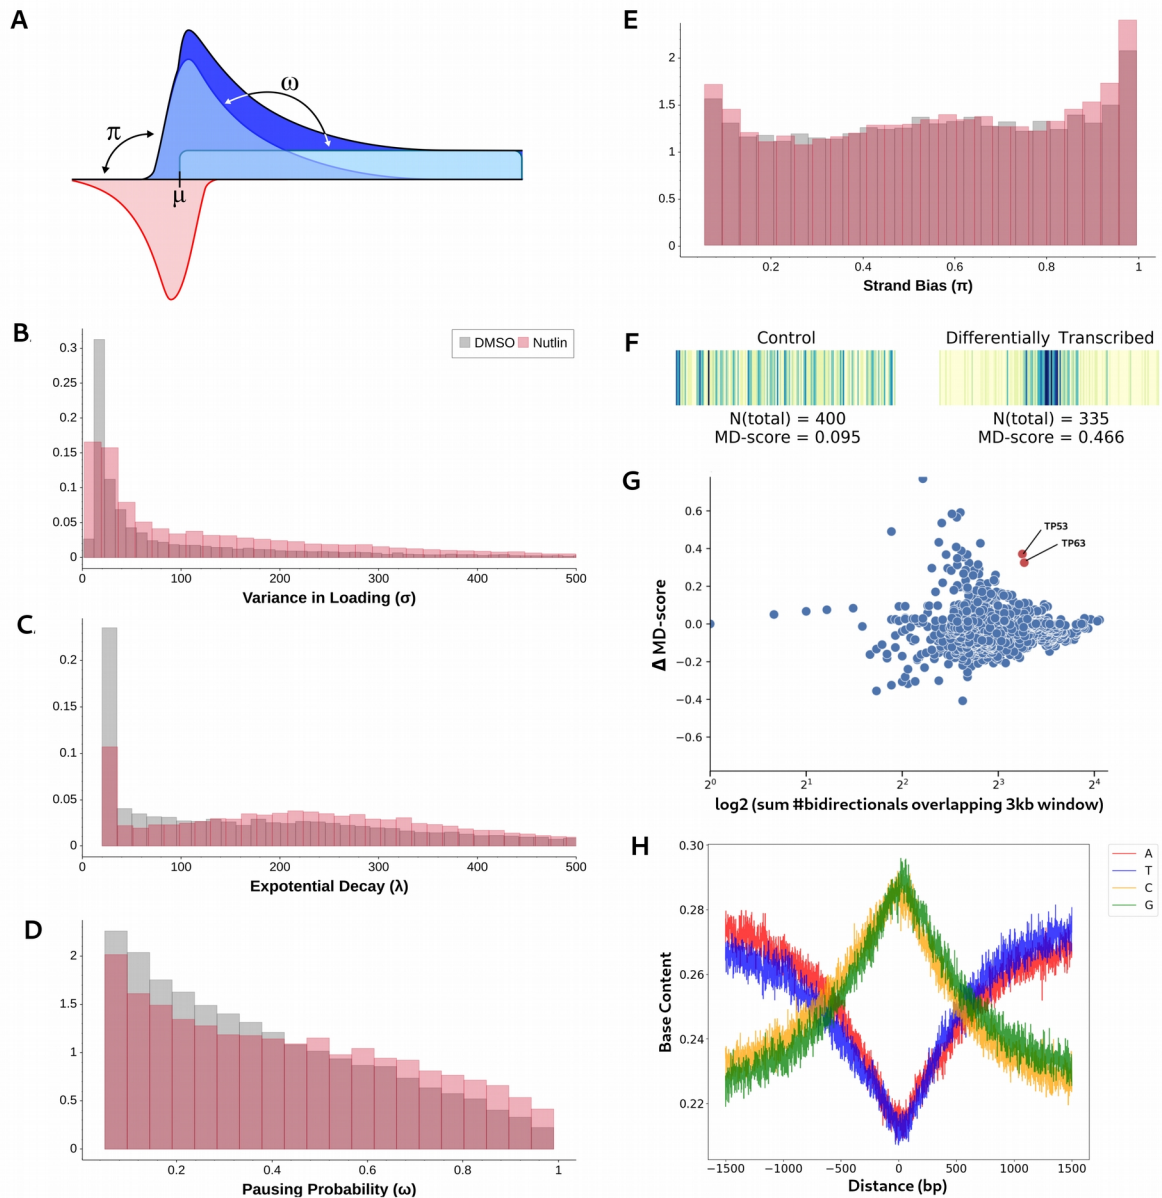 A
π
ω
μ
B.
DMSO
Nutlin
0.3
0.25
0.2
0.15
0.1
0.05
0
0
100
200
300
400
500
Variance in Loading (σ)
C.
0.2
0.15
0.1
0.05
0
0
100
200
300
400
500
Expotential Decay (λ)
D
2
1.5
1
0.5
0
0.2
0.4
0.6
0.8
1
Pausing Probability (ω)
E
2
1.5
1
0.5
0
0.2
0.4
0.6
0.8
1
Strand Bias (π)
F
Control
N(total) = 400
MD-score = 0.095
Differentially Transcribed
N(total) = 335
MD-score = 0.466
G
0.6
0.4
0.2
0.0
−0.2
−0.4
−0.6
Δ MD-score
TP53
TP63
2⁰
2¹
2²
2³
2⁴
log2 (sum #bidirectionals overlapping 3kb window)
H
0.30
0.28
0.26
0.24
0.22
Base Content
A
T
C
G
−1500
−1000
−500
0
500
1000
1500
Distance (bp)